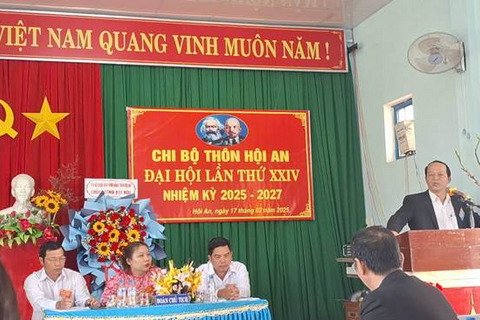 VIỆT NAM QUANG VINH MUÔN NĂM !
CHI BỘ THÔN HỘI AN
ĐẠI HỘI LẦN THỨ XXIV
NHIỆM KỲ 2025 - 2027
Hội An, ngày 17 tháng 02 năm 2025
ĐOÀN CHỦ TỊCH